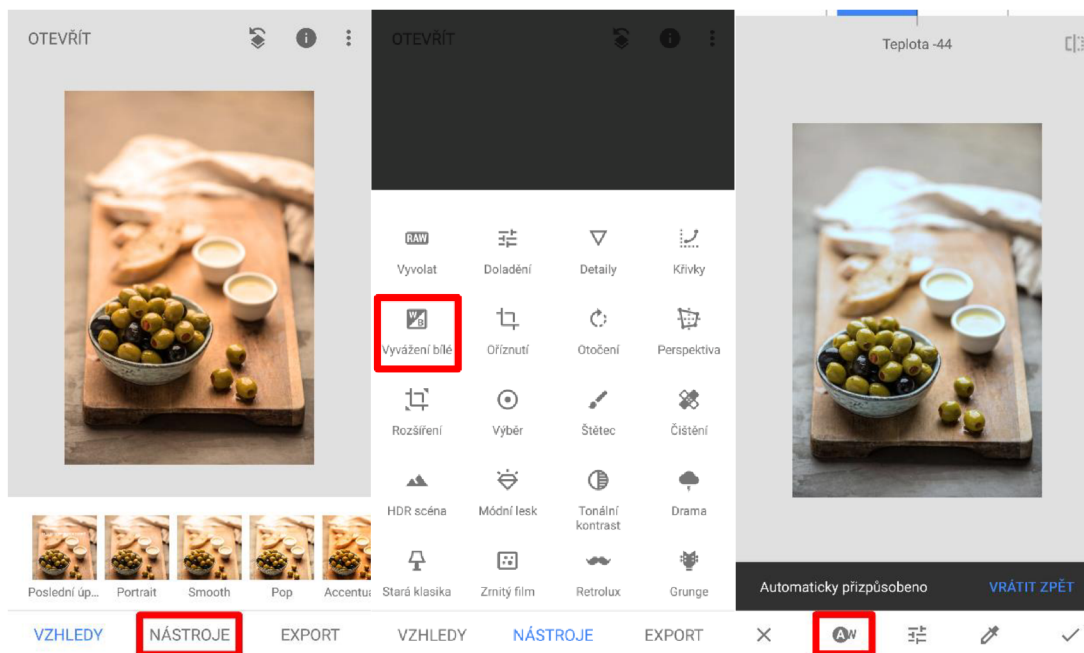 OTEVŘÍT
Poslední úp...
Portrait
Smooth
Pop
Accentua
VZHLEDY
NÁSTROJE
EXPORT
OTEVŘÍT
RAW
Vyvolat
Doladění
Detaily
Křivky
W B
Vyvážení bílé
Oříznutí
Otočení
Perspektiva
Rozšíření
Výběr
Štětec
Čištění
HDR scéna
Módní lesk
Tonální
kontrast
Drama
Stará klasika
Zrnitý film
Retrolux
Grunge
VZHLEDY
NÁSTROJE
EXPORT
Teplota -44
Automaticky přizpůsobeno
VRÁTIT ZPĚT
AW